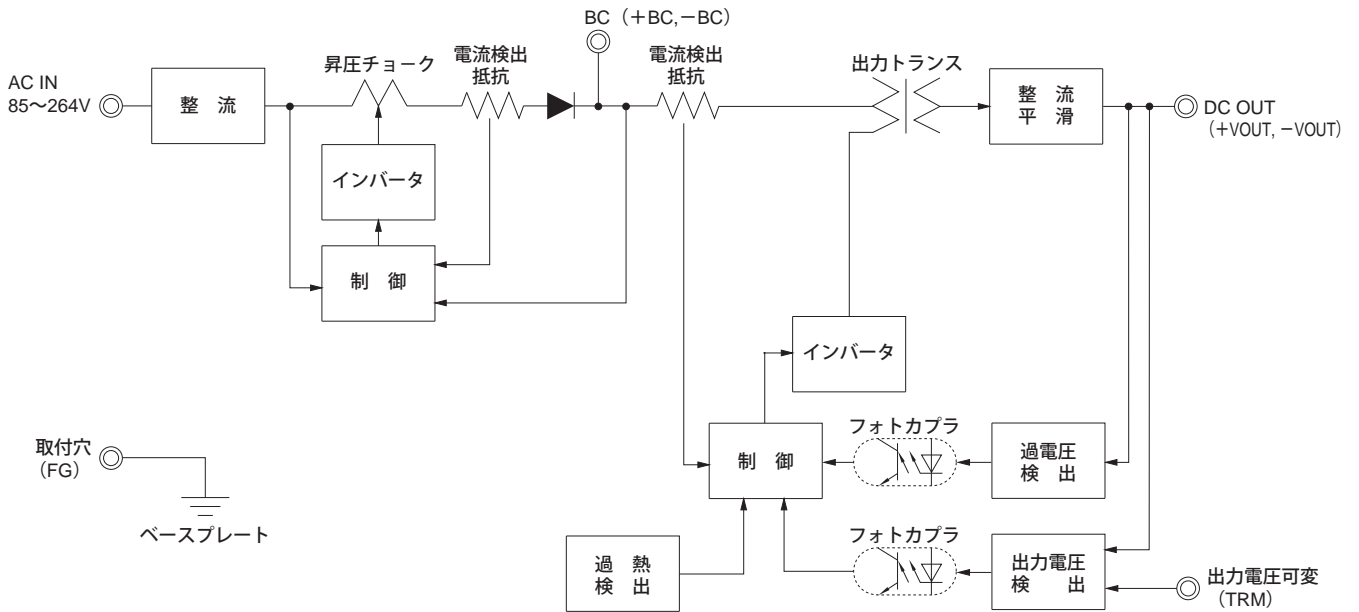 BC（＋BC,－BC）
AC IN
85～264V
整　流
昇圧チョーク
電流検出
抵抗
電流検出
抵抗
出力トランス
整　流
平　滑
DC OUT
（＋VOUT, －VOUT）
インバータ
制　御
インバータ
取付穴
（FG）
ベースプレート
制　御
フォトカプラ
過電圧
検　出
過　熱
検　出
フォトカプラ
出力電圧
検　出
出力電圧可変
（TRM）